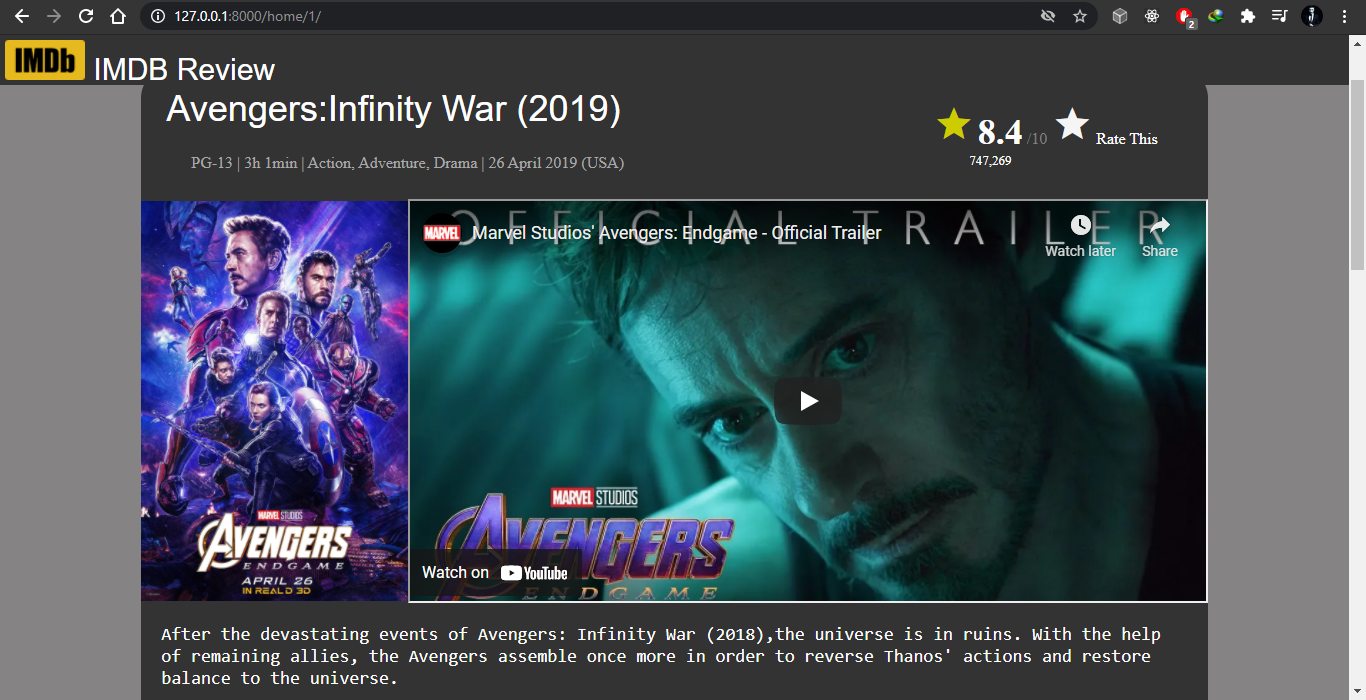 127.0.0.1:8000/home/1/
2
IMDb IMDB Review
Avengers:Infinity War (2019)
8.4 /10 Rate This
747,269
PG-13 | 3h 1min | Action, Adventure, Drama | 26 April 2019 (USA)
OFFICIAL TRAILER
MARVEL Marvel Studios' Avengers: Endgame - Official Trailer
Watch later Share
MARVEL STUDIOS
AVENGERS
ENDGAME
APRIL 26
IN REALD 3D
MARVEL STUDIOS
AVENGERS
ENDGAME
Watch on YouTube
After the devastating events of Avengers: Infinity War (2018),the universe is in ruins. With the help
of remaining allies, the Avengers assemble once more in order to reverse Thanos' actions and restore
balance to the universe.